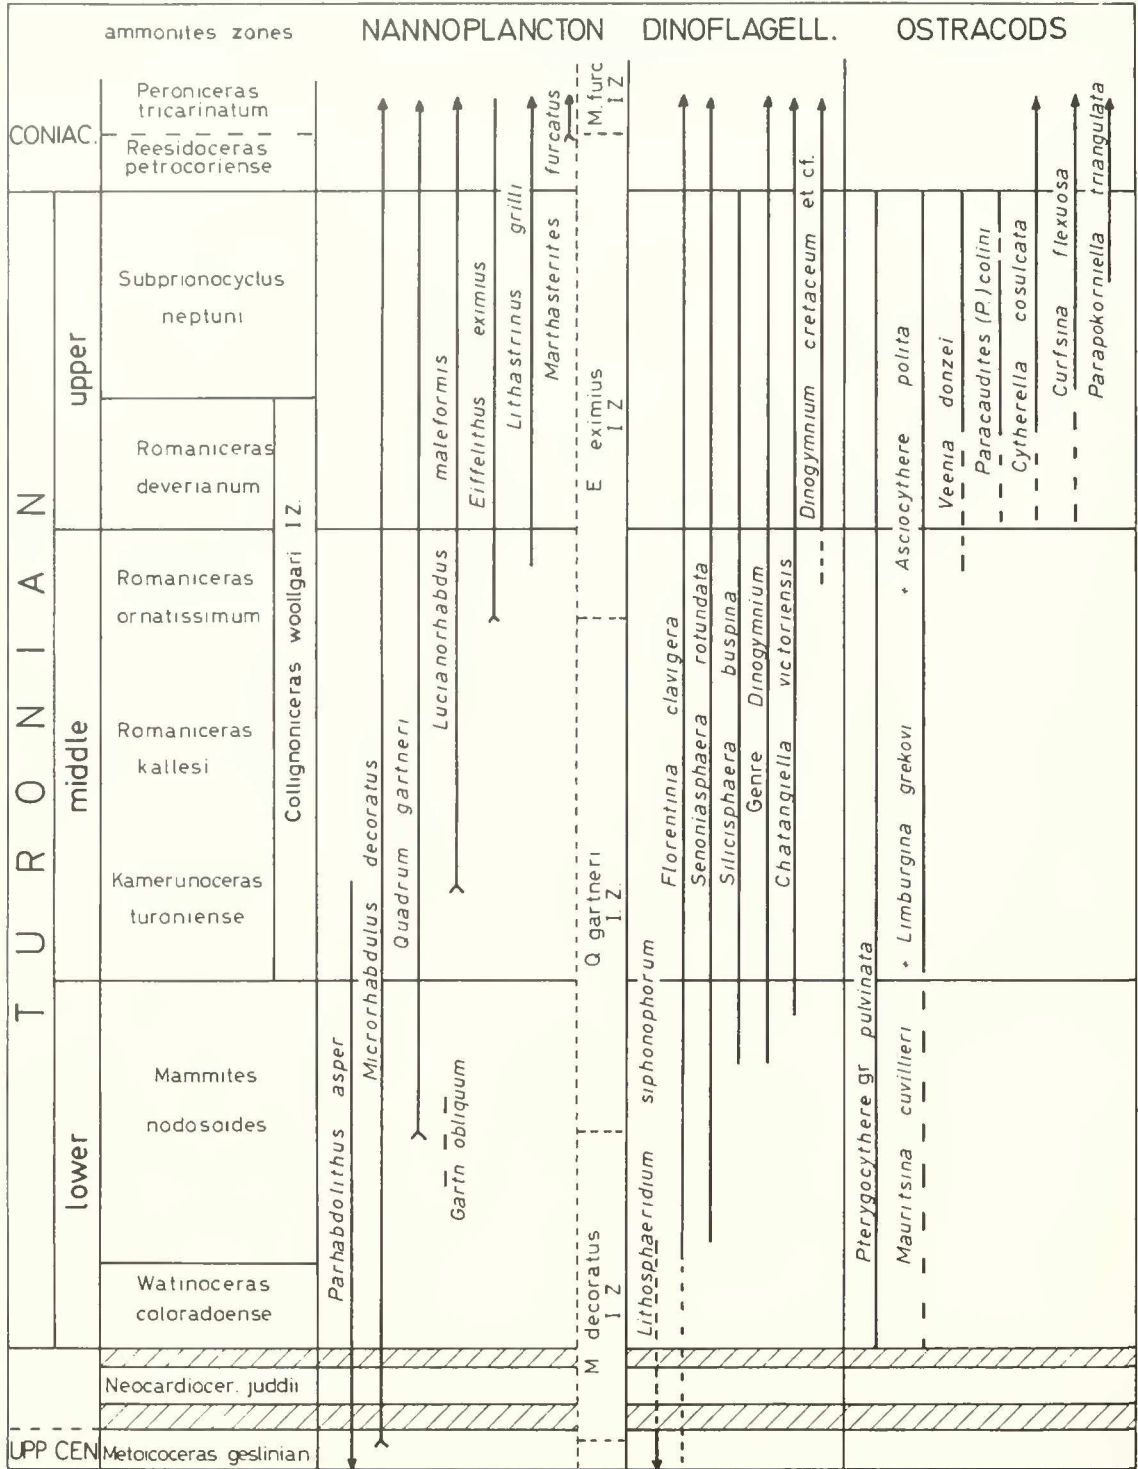 ammonites zones
NANNOPLANCTON
DINOFLAGELL.
OSTRACODS
CONIAC.
TURONIAN
upper
middle
lower
UPP CEN
Peroniceras
tricarinatum
Reesidoceras
petrocoriense
Subprionocyclus
neptuni
Romaniceras
deverianum
Romaniceras
ornatissimum
Romaniceras
kallesi
Kamerunoceras
turoniense
Collignoniceras woollgari I Z.
Mammites
nodosoides
Watinoceras
coloradoense
Neocardiocer. juddii
Metoicoceras geslinian
Parhabdolithus asper
Microrhabdulus decoratus
Quadrum gartneri
Gartn obliquum
Lucianorhabdus maleformis
Eiffelithus eximius
Lithastrinus grilli
Marthasterites furcatus
M. furc
I Z
E eximius
I Z
Q gartneri
I. Z.
M decoratus
I Z
Lithosphaeridium siphonophorum
Florentinia clavigera
Senoniasphaera rotundata
Silicisphaera buspina
Genre Dinogymnium
Chatangiella victoriensis
Dinogymnium cretaceum et cf.
Pterygocythere gr pulvinata
Mauritsina cuvillieri + Limburgina grekovi + Asciocythere polita
Veenia donzei
Paracaudites (P.) colini
Cytherella cosulcata
Curfsina flexuosa
Parapokorniella triangulata